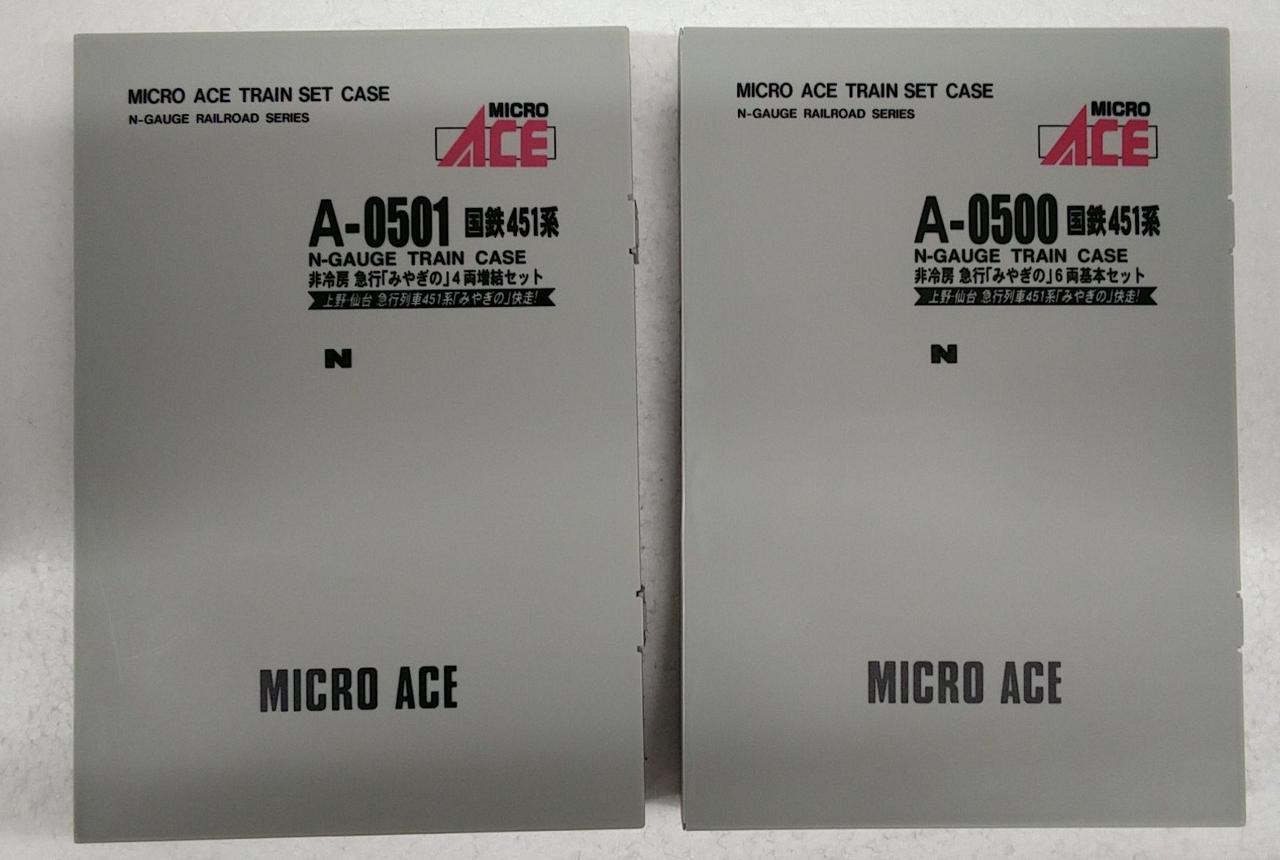 MICRO ACE TRAIN SET CASE
N-GAUGE RAILROAD SERIES
MICRO
ACE
A-0501 国鉄451系
N-GAUGE TRAIN CASE
非冷房 急行「みやぎの」4両増結セット
上野-仙台 急行列車451系「みやぎの」快走!
N
MICRO ACE
MICRO ACE TRAIN SET CASE
N-GAUGE RAILROAD SERIES
MICRO
ACE
A-0500 国鉄451系
N-GAUGE TRAIN CASE
非冷房 急行「みやぎの」6両基本セット
上野-仙台 急行列車451系「みやぎの」快走!
N
MICRO ACE